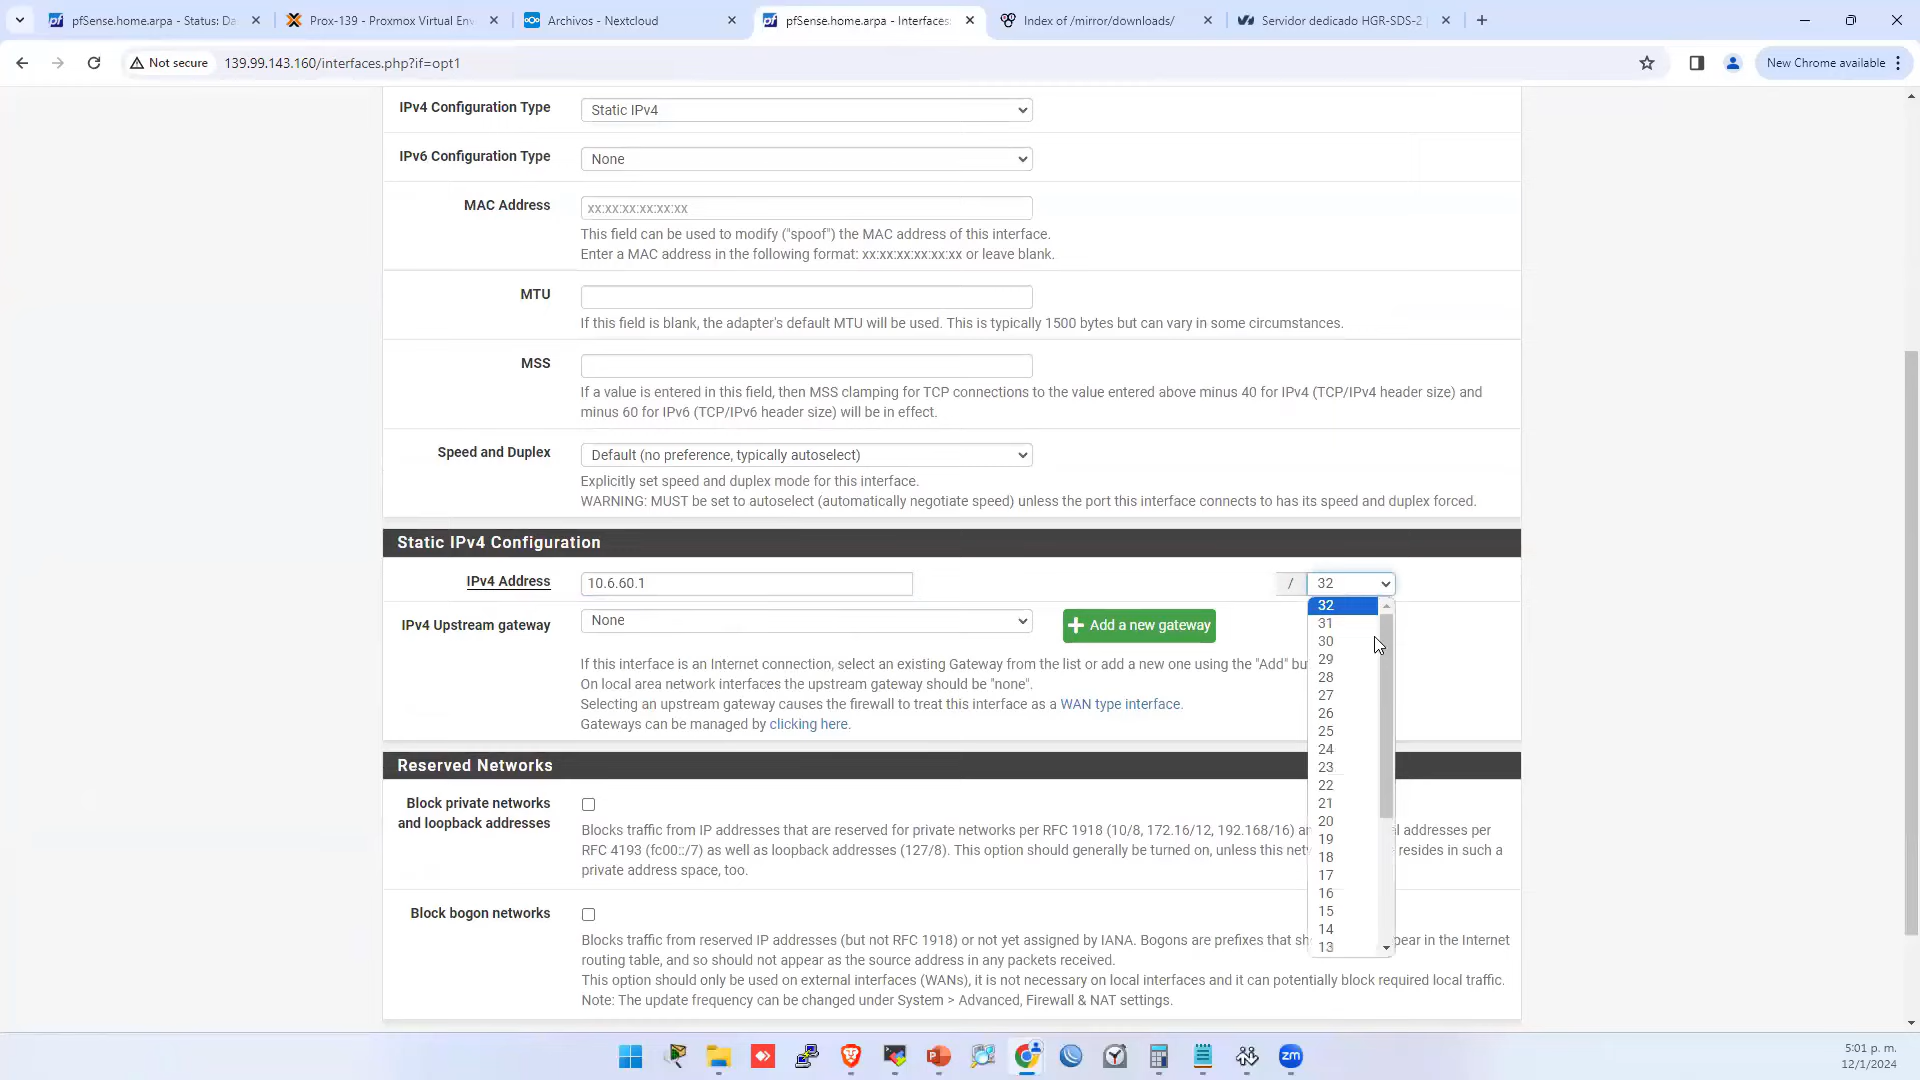 pfSense.home.arpa - Status: Da
Prox-139 - Proxmox Virtual Env
Archivos - Nextcloud
pfSense.home.arpa - Interfaces:
Index of /mirror/downloads/
Servidor dedicado HGR-SDS-2
Not secure
139.99.143.160/interfaces.php?if=opt1
New Chrome available
IPv4 Configuration Type
Static IPv4
IPv6 Configuration Type
None
MAC Address
xx:xx:xx:xx:xx:xx
This field can be used to modify ("spoof") the MAC address of this interface.
Enter a MAC address in the following format: xx:xx:xx:xx:xx:xx or leave blank.
MTU
If this field is blank, the adapter's default MTU will be used. This is typically 1500 bytes but can vary in some circumstances.
MSS
If a value is entered in this field, then MSS clamping for TCP connections to the value entered above minus 40 for IPv4 (TCP/IPv4 header size) and
minus 60 for IPv6 (TCP/IPv6 header size) will be in effect.
Speed and Duplex
Default (no preference, typically autoselect)
Explicitly set speed and duplex mode for this interface.
WARNING: MUST be set to autoselect (automatically negotiate speed) unless the port this interface connects to has its speed and duplex forced.
Static IPv4 Configuration
IPv4 Address
10.6.60.1
/ 32
IPv4 Upstream gateway
None
+ Add a new gateway
If this interface is an Internet connection, select an existing Gateway from the list or add a new one using the "Add" bu
On local area network interfaces the upstream gateway should be "none".
Selecting an upstream gateway causes the firewall to treat this interface as a WAN type interface.
Gateways can be managed by clicking here.
32
31
30
29
28
27
26
25
24
23
22
21
20
19
18
17
16
15
14
13
Reserved Networks
Block private networks
and loopback addresses
Blocks traffic from IP addresses that are reserved for private networks per RFC 1918 (10/8, 172.16/12, 192.168/16) an l addresses per
RFC 4193 (fc00::/7) as well as loopback addresses (127/8). This option should generally be turned on, unless this net resides in such a
private address space, too.
Block bogon networks
Blocks traffic from reserved IP addresses (but not RFC 1918) or not yet assigned by IANA. Bogons are prefixes that sh pear in the Internet
routing table, and so should not appear as the source address in any packets received.
This option should only be used on external interfaces (WANs), it is not necessary on local interfaces and it can potentially block required local traffic.
Note: The update frequency can be changed under System > Advanced, Firewall & NAT settings.
zm
5:01 p. m.
12/1/2024